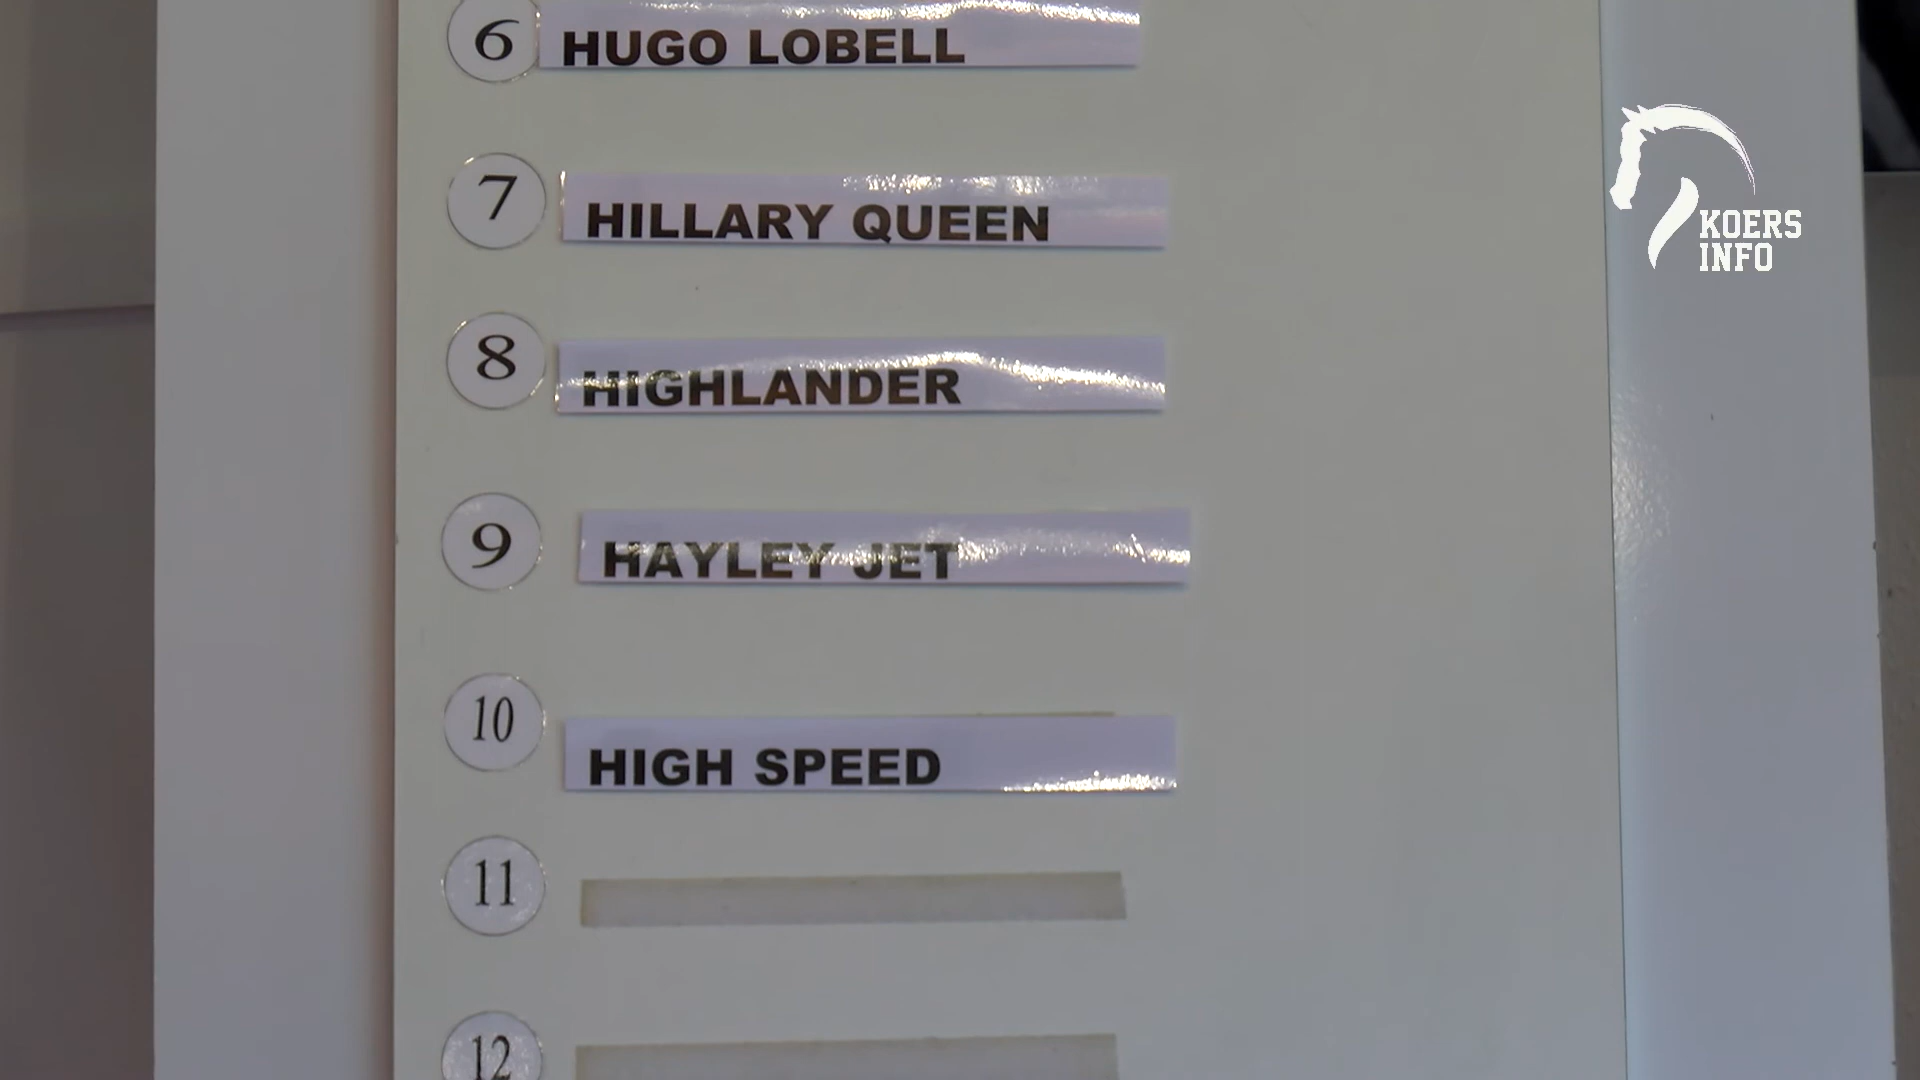 6 HUGO LOBELL
7 HILLARY QUEEN
8 HIGHLANDER
9 HAYLEY JET
10 HIGH SPEED
11
12
KOERS
INFO